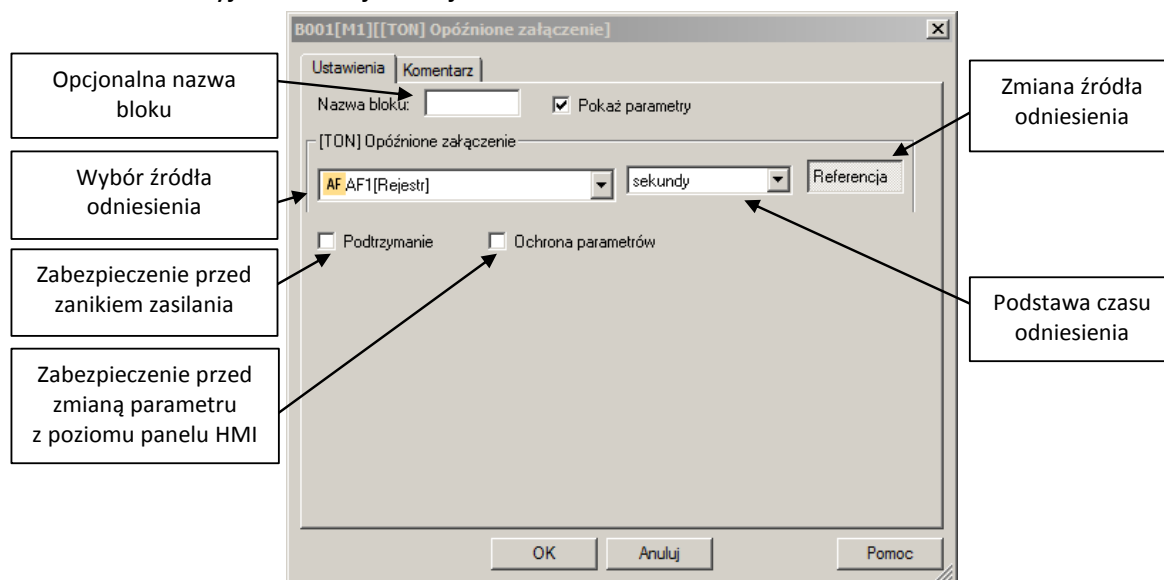 B001[M1][[TON] Opóźnione załączenie]
Ustawienia
Komentarz
Opcjonalna nazwa
bloku
Nazwa bloku:
Pokaż parametry
Zmiana źródła
odniesienia
[TON] Opóźnione załączenie
Wybór źródła
odniesienia
AF AF1[Rejestr]
sekundy
Referencja
Podtrzymanie
Ochrona parametrów
Zabezpieczenie przed
zanikiem zasilania
Podstawa czasu
odniesienia
Zabezpieczenie przed
zmianą parametru
z poziomu panelu HMI
OK
Anuluj
Pomoc